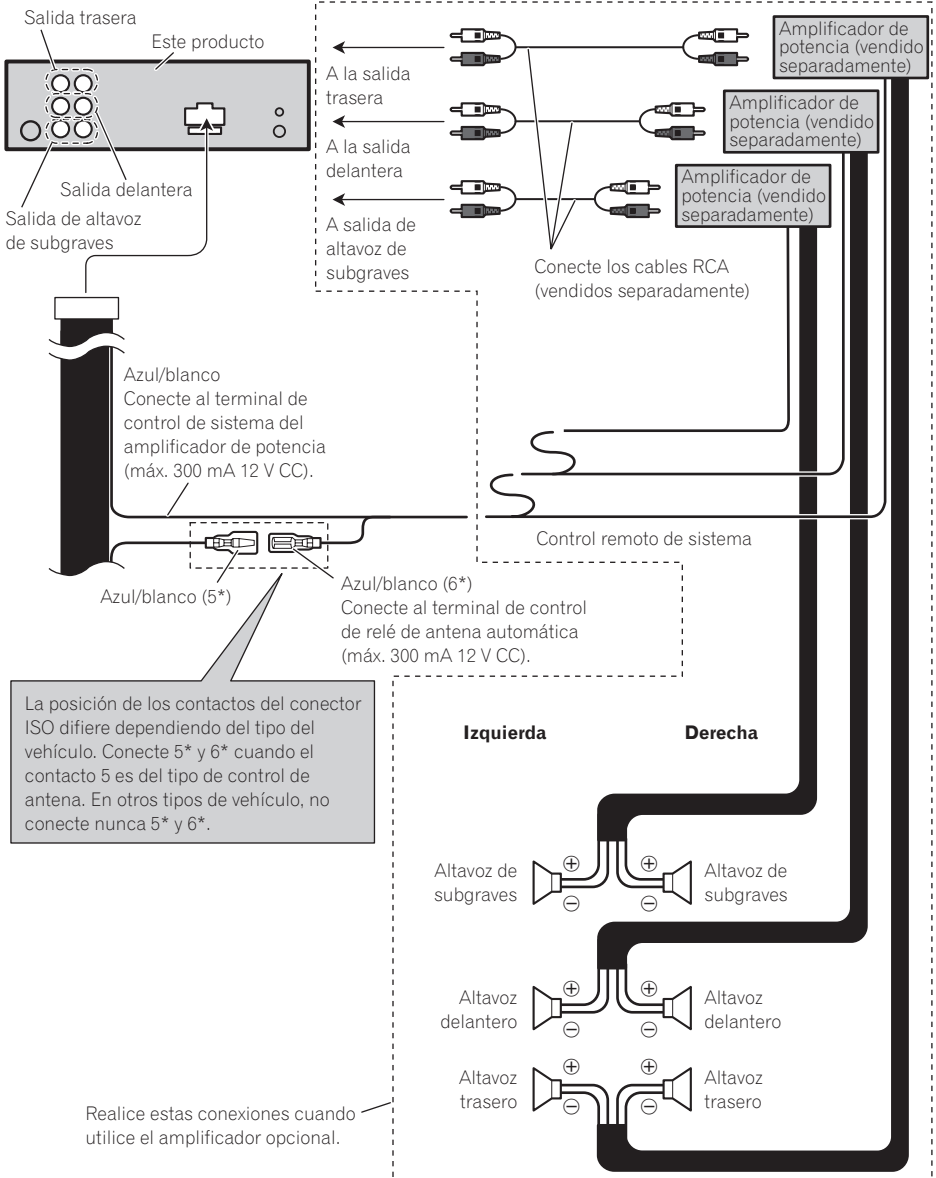 Salida trasera
Este producto
Salida delantera
Salida de altavoz
de subgraves
A la salida
trasera
A la salida
delantera
A salida de
altavoz de
subgraves
Amplificador de
potencia (vendido
separadamente)
Amplificador de
potencia (vendido
separadamente)
Amplificador de
potencia (vendido
separadamente)
Conecte los cables RCA
(vendidos separadamente)
Azul/blanco
Conecte al terminal de
control de sistema del
amplificador de potencia
(máx. 300 mA 12 V CC).
Control remoto de sistema
Azul/blanco (5*)
Azul/blanco (6*)
Conecte al terminal de control
de relé de antena automática
(máx. 300 mA 12 V CC).
La posición de los contactos del conector
ISO difiere dependiendo del tipo del
vehículo. Conecte 5* y 6* cuando el
contacto 5 es del tipo de control de
antena. En otros tipos de vehículo, no
conecte nunca 5* y 6*.
Izquierda
Derecha
Altavoz de
subgraves
⊕
⊖
⊕
⊖
Altavoz de
subgraves
Altavoz
delantero
⊕
⊖
⊕
⊖
Altavoz
delantero
Altavoz
trasero
⊕
⊖
⊕
⊖
Altavoz
trasero
Realice estas conexiones cuando
utilice el amplificador opcional.